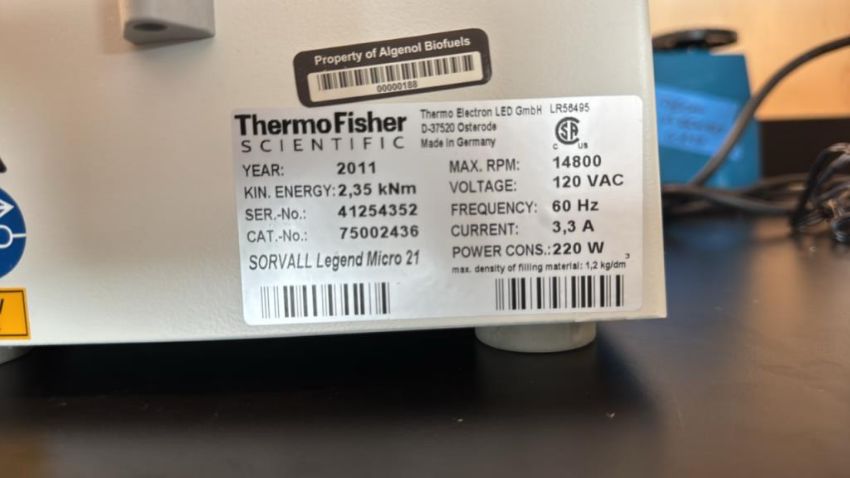 Property of Algenol Biofuels
00000188
ThermoFisher
SCIENTIFIC
Thermo Electron LED GmbH LR56495
D-37520 Osterode
Made in Germany
C US
YEAR: 2011
KIN. ENERGY: 2,35 kNm
SER.-No.: 41254352
CAT.-No.: 75002436
SORVALL Legend Micro 21
MAX. RPM: 14800
VOLTAGE: 120 VAC
FREQUENCY: 60 Hz
CURRENT: 3,3 A
POWER CONS.: 220 W
max. density of filling material: 1,2 kg/dm³